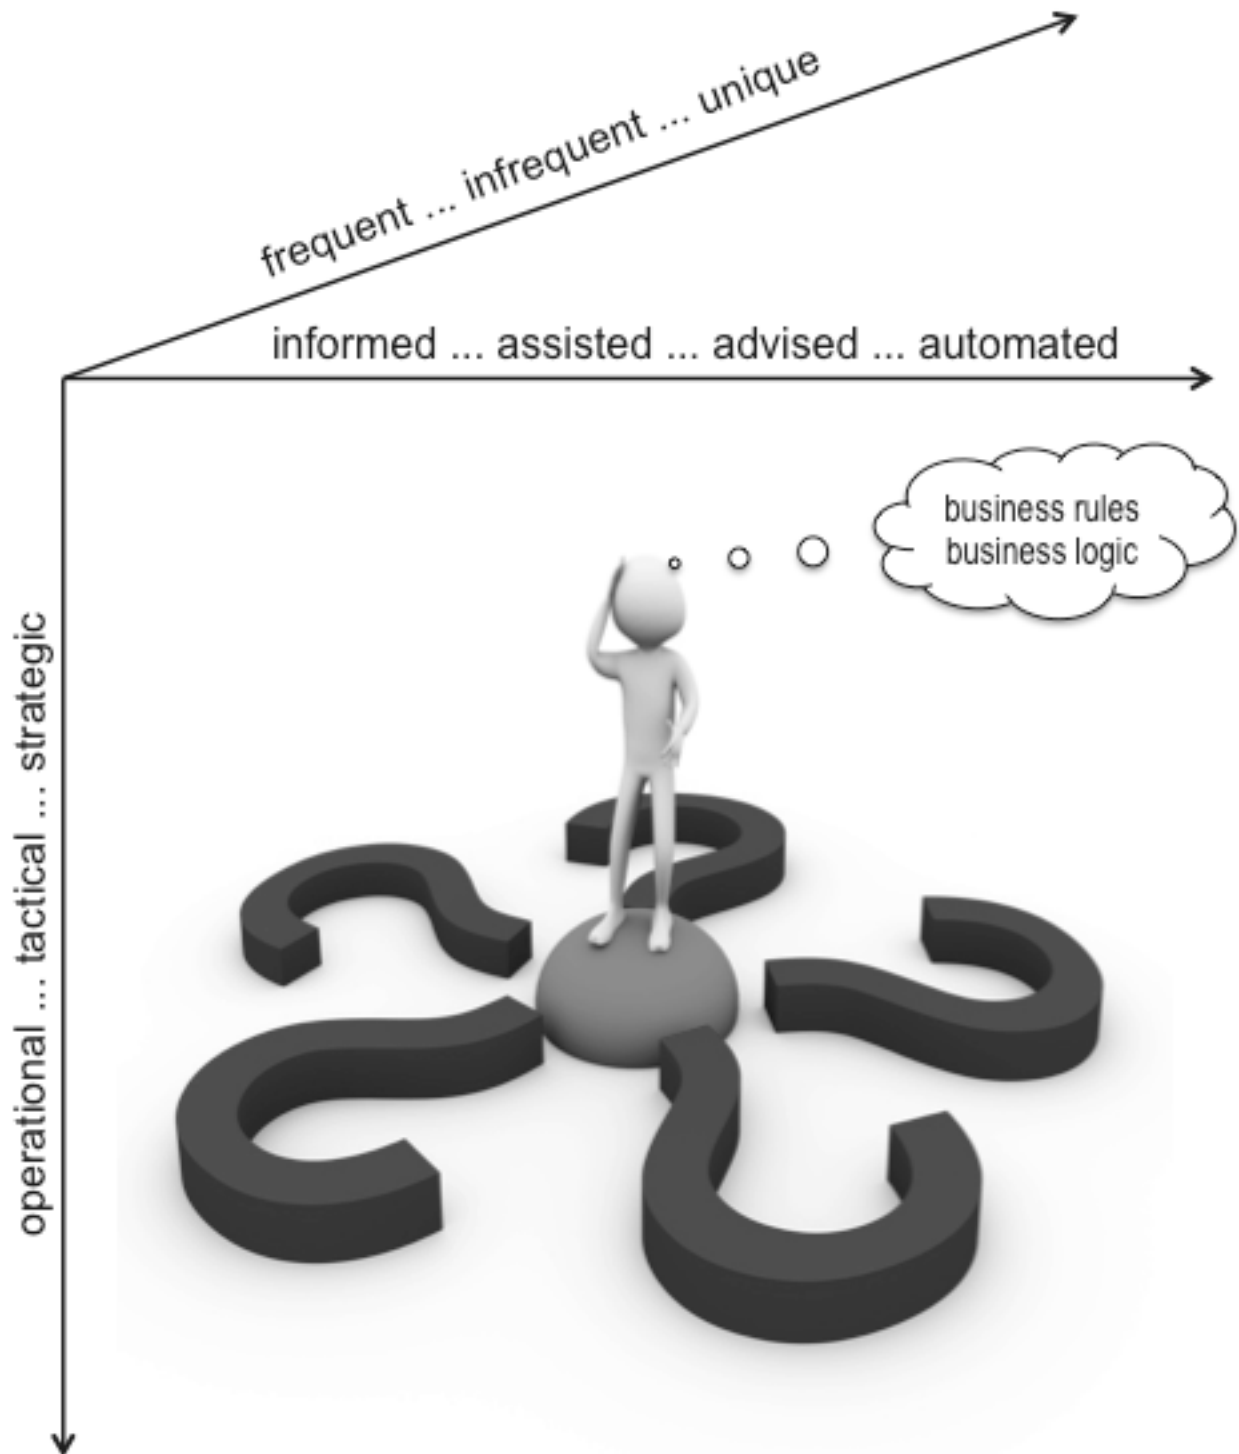 frequent ... infrequent ... unique
informed ... assisted ... advised ... automated
business rules
business logic
operational ... tactical ... strategic